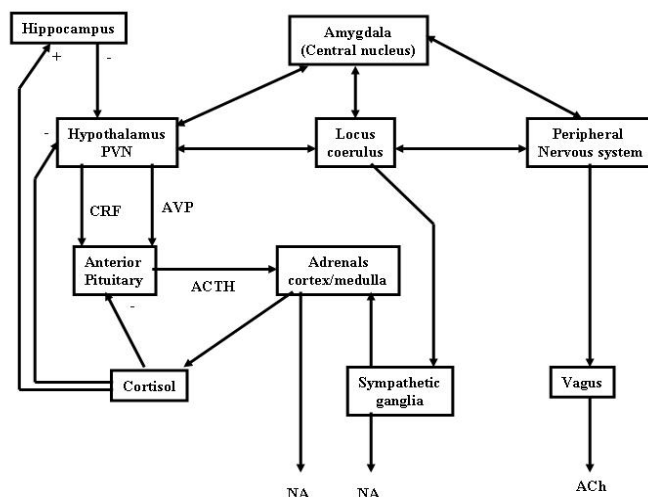 Hippocampus
Amygdala
(Central nucleus)
+
-
-
Hypothalamus
PVN
Locus
coerulus
Peripheral
Nervous system
CRF
AVP
Anterior
Pituitary
ACTH
Adrenals
cortex/medulla
-
Cortisol
Sympathetic
ganglia
Vagus
NA
NA
ACh